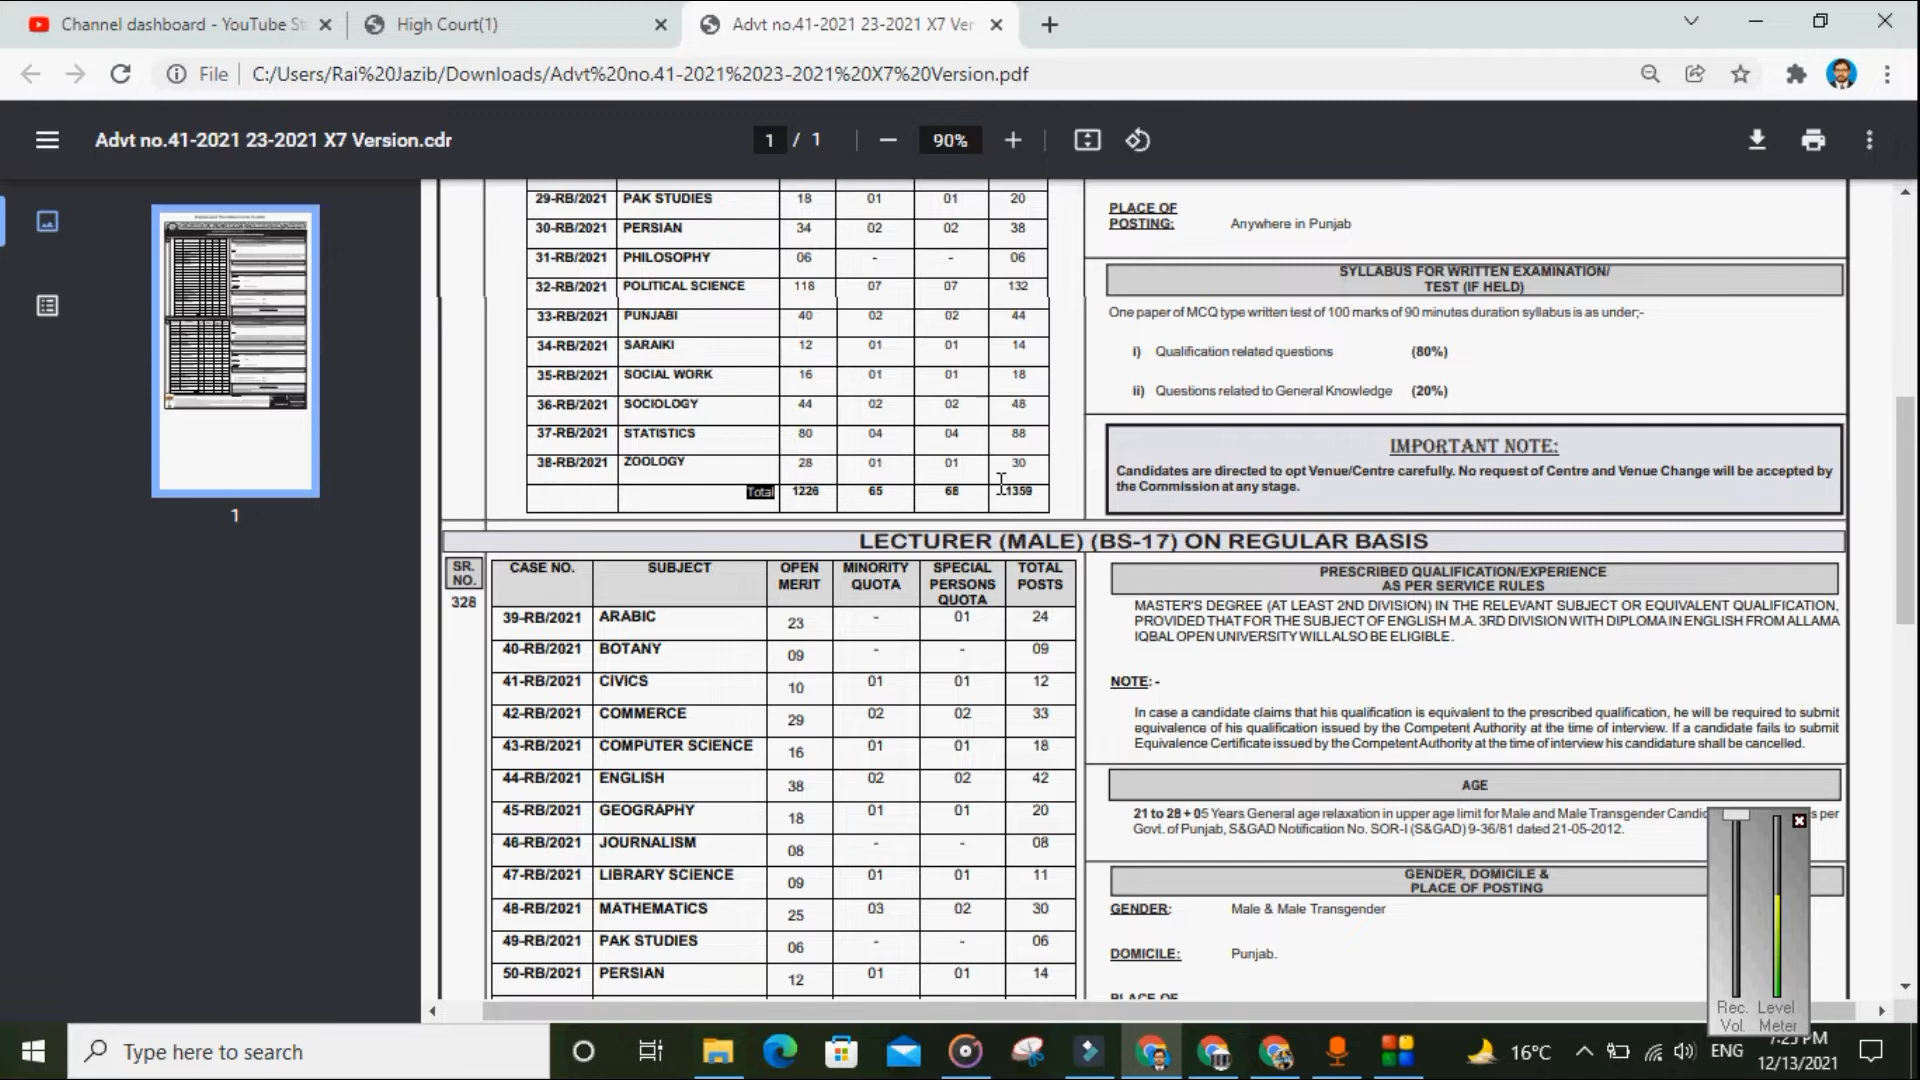 Channel dashboard - YouTube St
High Court(1)
Advt no.41-2021 23-2021 X7 Ver
File
C:/Users/Rai%20Jazib/Downloads/Advt%20no.41-2021%2023-2021%20X7%20Version.pdf
Advt no.41-2021 23-2021 X7 Version.cdr
1 / 1
90%
1
29-RB/2021 PAK STUDIES 18 01 01 20
30-RB/2021 PERSIAN 34 02 02 38
31-RB/2021 PHILOSOPHY 06 - - 06
32-RB/2021 POLITICAL SCIENCE 118 07 07 132
33-RB/2021 PUNJABI 40 02 02 44
34-RB/2021 SARAIKI 12 01 01 14
35-RB/2021 SOCIAL WORK 16 01 01 18
36-RB/2021 SOCIOLOGY 44 02 02 48
37-RB/2021 STATISTICS 80 04 04 88
38-RB/2021 ZOOLOGY 28 01 01 30
Total 1226 65 68 1359
PLACE OF
POSTING: Anywhere in Punjab
SYLLABUS FOR WRITTEN EXAMINATION/
TEST (IF HELD)
One paper of MCQ type written test of 100 marks of 90 minutes duration syllabus is as under;-
i) Qualification related questions (80%)
ii) Questions related to General Knowledge (20%)
IMPORTANT NOTE:
Candidates are directed to opt Venue/Centre carefully. No request of Centre and Venue Change will be accepted by
the Commission at any stage.
LECTURER (MALE) (BS-17) ON REGULAR BASIS
SR.
NO.
328
CASE NO. SUBJECT OPEN MINORITY SPECIAL TOTAL
MERIT QUOTA PERSONS POSTS
QUOTA
39-RB/2021 ARABIC 23 - 01 24
40-RB/2021 BOTANY 09 - - 09
41-RB/2021 CIVICS 10 01 01 12
42-RB/2021 COMMERCE 29 02 02 33
43-RB/2021 COMPUTER SCIENCE 16 01 01 18
44-RB/2021 ENGLISH 38 02 02 42
45-RB/2021 GEOGRAPHY 18 01 01 20
46-RB/2021 JOURNALISM 08 - - 08
47-RB/2021 LIBRARY SCIENCE 09 01 01 11
48-RB/2021 MATHEMATICS 25 03 02 30
49-RB/2021 PAK STUDIES 06 - - 06
50-RB/2021 PERSIAN 12 01 01 14
PRESCRIBED QUALIFICATION/EXPERIENCE
AS PER SERVICE RULES
MASTER'S DEGREE (AT LEAST 2ND DIVISION) IN THE RELEVANT SUBJECT OR EQUIVALENT QUALIFICATION,
PROVIDED THAT FOR THE SUBJECT OF ENGLISH M.A. 3RD DIVISION WITH DIPLOMA IN ENGLISH FROM ALLAMA
IQBAL OPEN UNIVERSITY WILL ALSO BE ELIGIBLE.
NOTE: -
In case a candidate claims that his qualification is equivalent to the prescribed qualification, he will be required to submit
equivalence of his qualification issued by the Competent Authority at the time of interview. If a candidate fails to submit
Equivalence Certificate issued by the Competent Authority at the time of interview his candidature shall be cancelled.
AGE
21 to 28 + 05 Years General age relaxation in upper age limit for Male and Male Transgender Candic s per
Govt. of Punjab, S&GAD Notification No. SOR-I (S&GAD) 9-36/81 dated 21-05-2012.
GENDER, DOMICILE &
PLACE OF POSTING
GENDER: Male & Male Transgender
DOMICILE: Punjab.
PLACE OF
Rec. Level
Vol. Meter
Type here to search
16°C
ENG
7:25 PM
12/13/2021